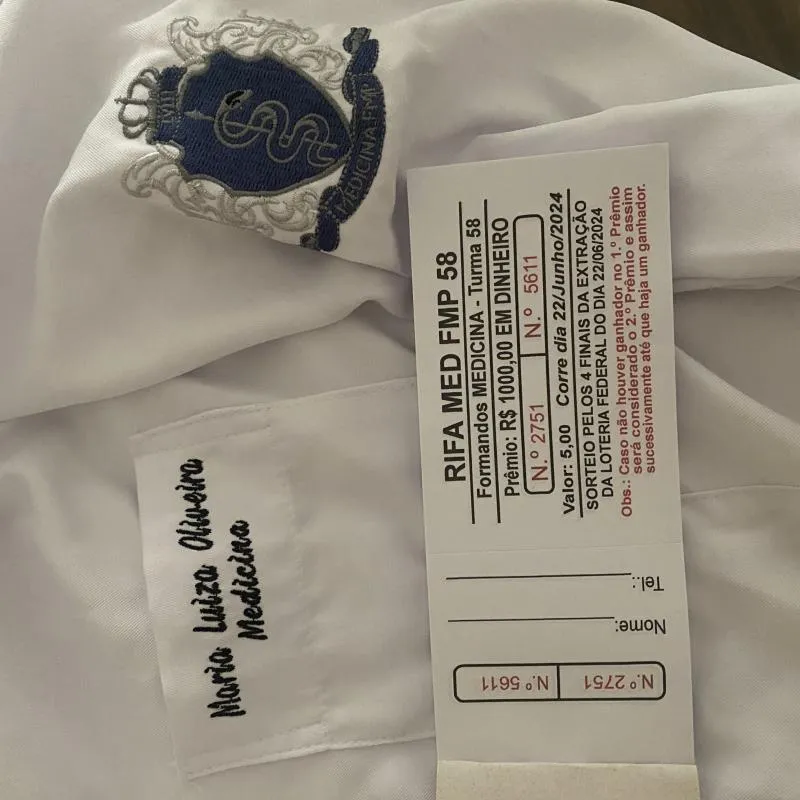 LVIII
MEDICINA-FMP
Maria Luiza Oliveira
Medicina
RIFA MED FMP 58
Formandos MEDICINA - Turma 58
Prêmio: R$ 1000,00 EM DINHEIRO
N.º 2751 N.º 5611
Valor: 5,00 Corre dia 22/Junho/2024
SORTEIO PELOS 4 FINAIS DA EXTRAÇÃO
DA LOTERIA FEDERAL DO DIA 22/06/2024
Obs.: Caso não houver ganhador no 1.º Prêmio
será considerado o 2.º Prêmio e assim
sucessivamente até que haja um ganhador.
N.º 2751 N.º 5611
Nome:
Tel.: